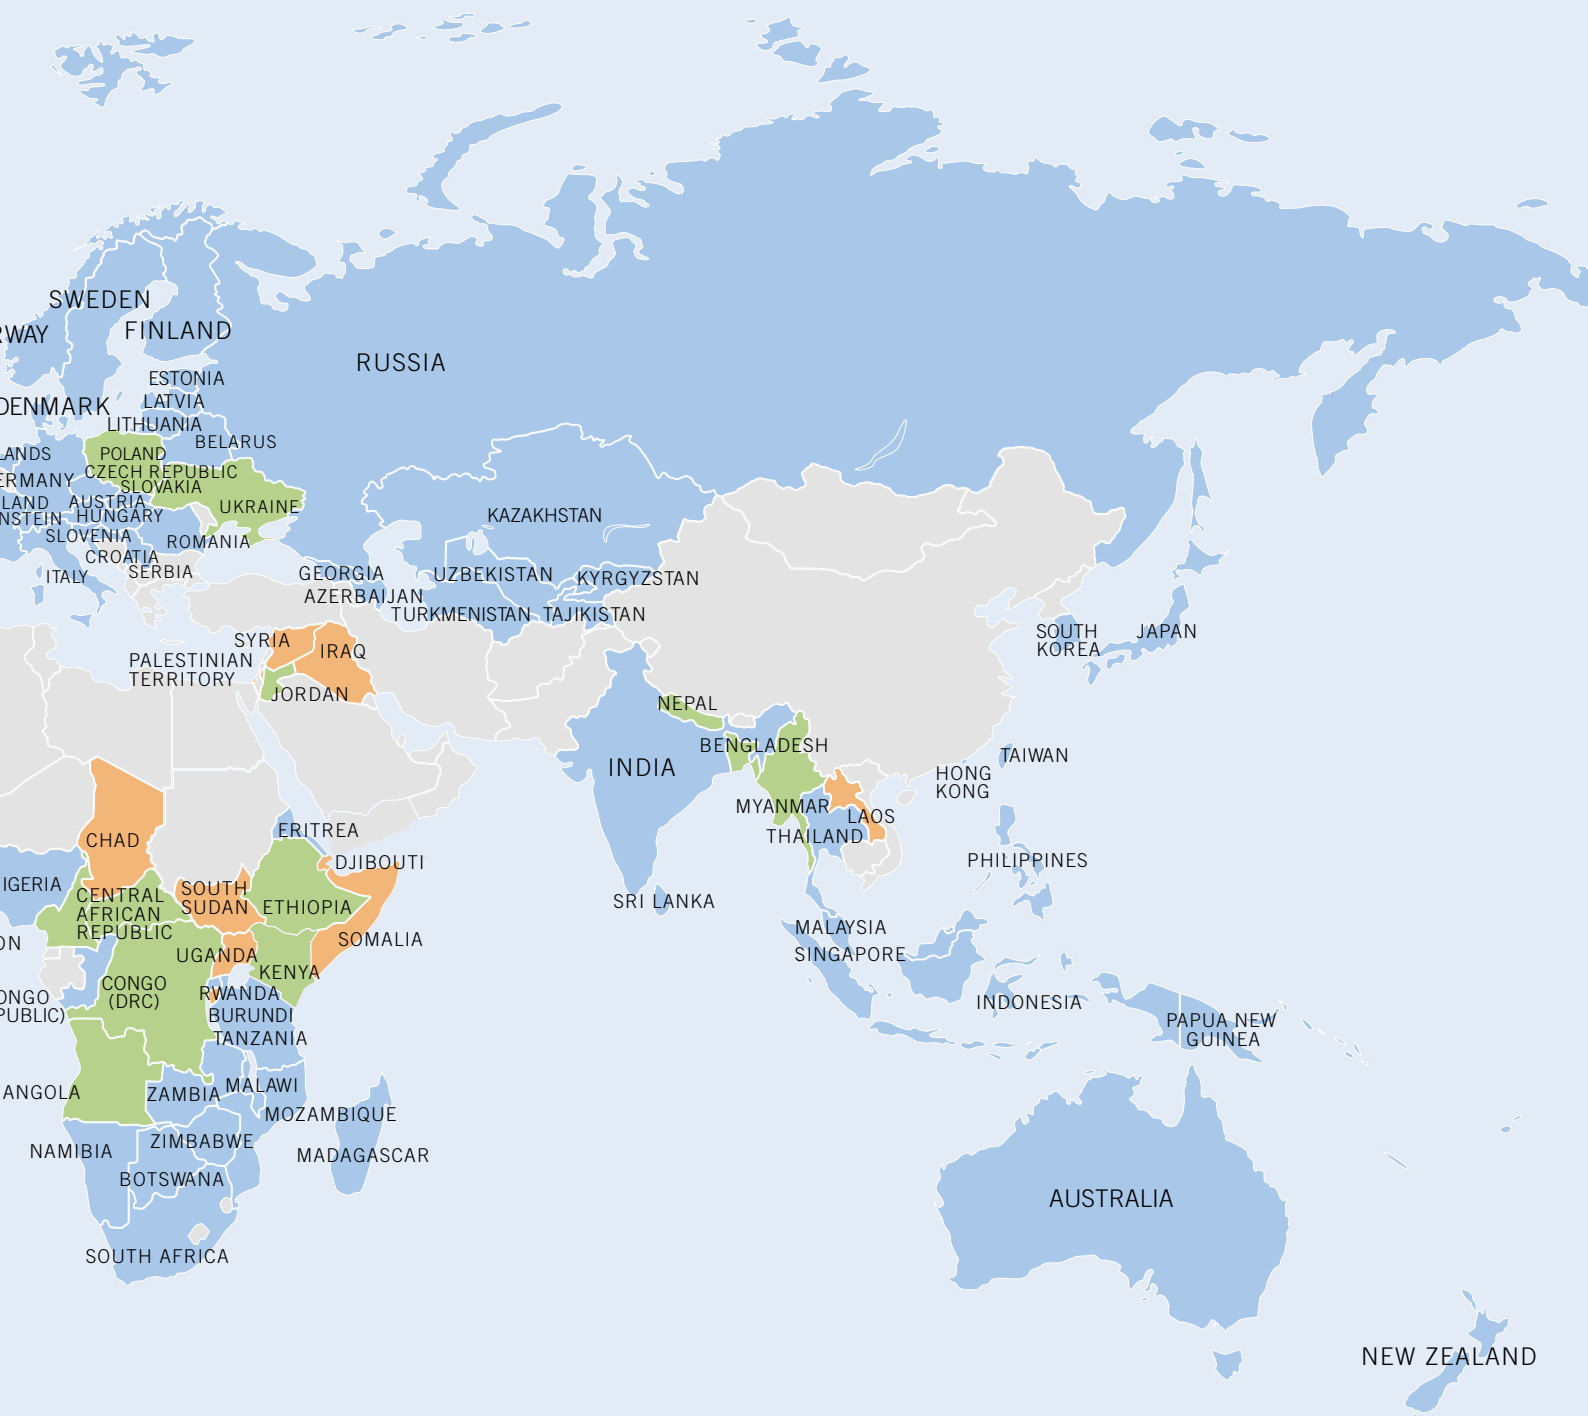 SWEDEN
RWAY
FINLAND
RUSSIA
ESTONIA
DENMARK
LATVIA
LITHUANIA
BELARUS
LANDS
POLAND
CZECH REPUBLIC
ERMANY
SLOVAKIA
LAND
AUSTRIA
UKRAINE
NSTEIN
HUNGARY
KAZAKHSTAN
SLOVENIA
ROMANIA
CROATIA
ITALY
SERBIA
GEORGIA
UZBEKISTAN
KYRGYZSTAN
AZERBAIJAN
TURKMENISTAN
TAJIKISTAN
SYRIA
IRAQ
SOUTH
KOREA
JAPAN
PALESTINIAN
TERRITORY
JORDAN
NEPAL
BENGLADESH
INDIA
TAIWAN
HONG
KONG
MYANMAR
LAOS
THAILAND
ERITREA
CHAD
DJIBOUTI
PHILIPPINES
IGERIA
SOUTH
SUDAN
CENTRAL
AFRICAN
REPUBLIC
ETHIOPIA
SRI LANKA
MALAYSIA
SINGAPORE
ON
SOMALIA
UGANDA
KENYA
CONGO
(DRC)
RWANDA
ONGO
PUBLIC)
BURUNDI
INDONESIA
PAPUA NEW
GUINEA
TANZANIA
ANGOLA
ZAMBIA
MALAWI
MOZAMBIQUE
NAMIBIA
ZIMBABWE
MADAGASCAR
BOTSWANA
AUSTRALIA
SOUTH AFRICA
NEW ZEALAND